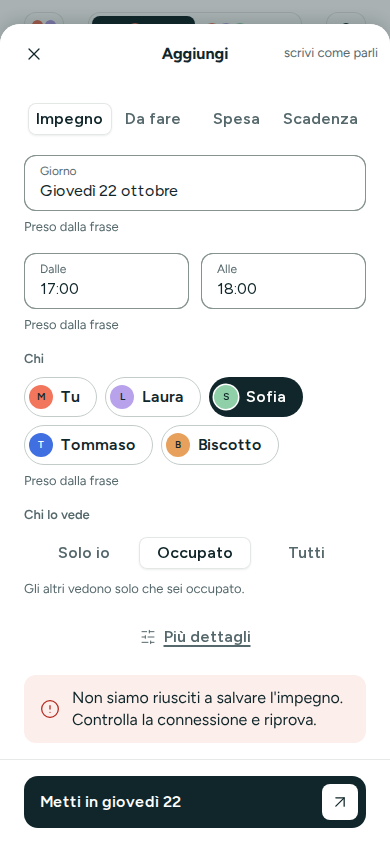 Aggiungi
scrivi come parli
Impegno Da fare Spesa Scadenza
Giorno
Giovedì 22 ottobre
Preso dalla frase
Dalle Alle
17:00 18:00
Preso dalla frase
Chi
M Tu L Laura S Sofia
T Tommaso B Biscotto
Preso dalla frase
Chi lo vede
Solo io Occupato Tutti
Gli altri vedono solo che sei occupato.
Più dettagli
Non siamo riusciti a salvare l'impegno.
Controlla la connessione e riprova.
Metti in giovedì 22